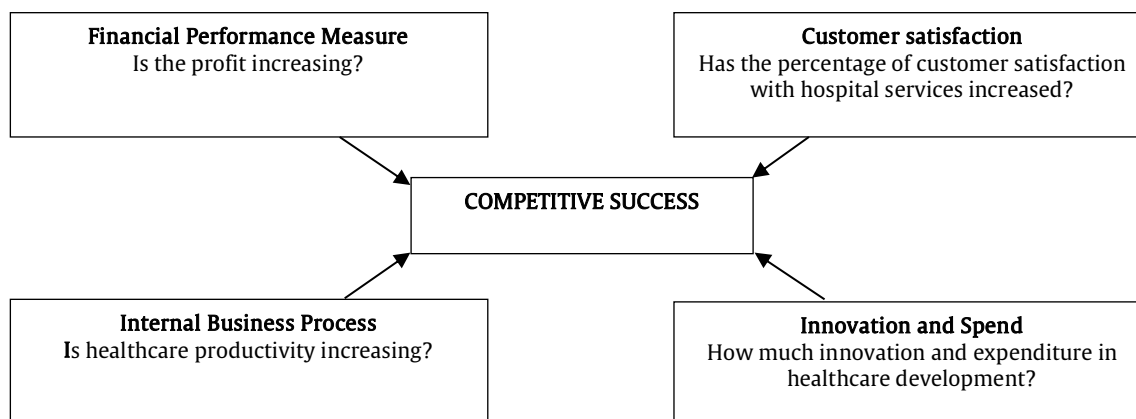 Financial Performance Measure
Is the profit increasing?
Customer satisfaction
Has the percentage of customer satisfaction
with hospital services increased?
COMPETITIVE SUCCESS
Internal Business Process
Is healthcare productivity increasing?
Innovation and Spend
How much innovation and expenditure in
healthcare development?